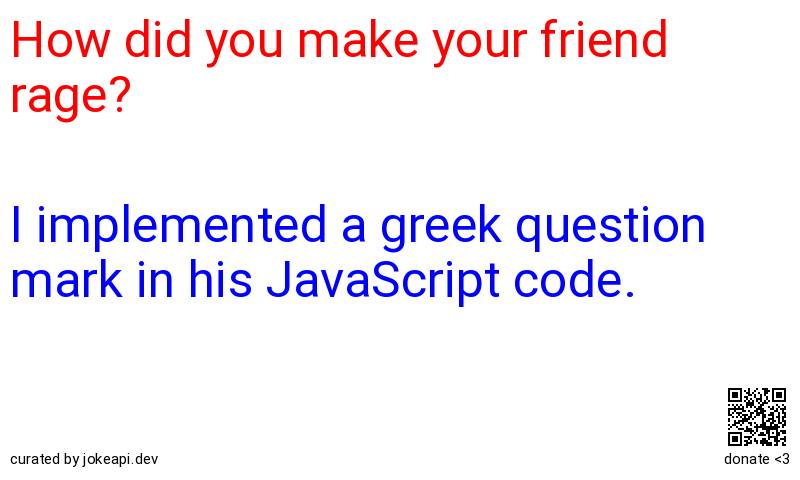 How did you make your friend
rage?
I implemented a greek question
mark in his JavaScript code.
curated by jokeapi.dev
donate <3